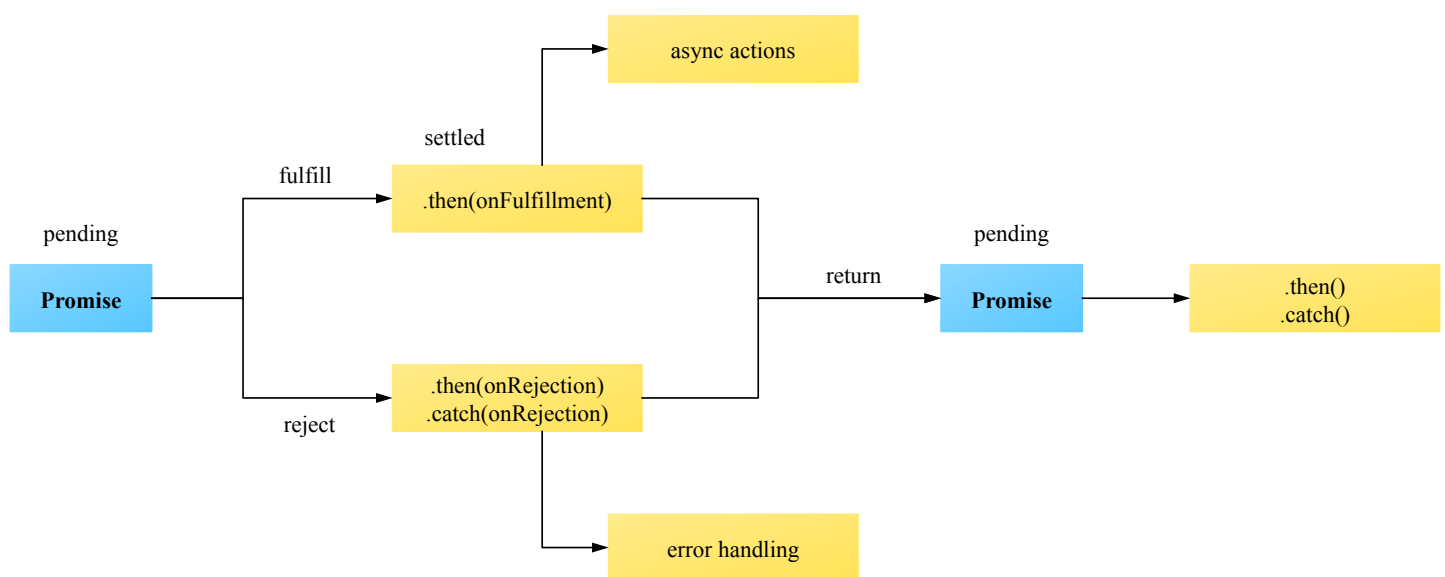 async actions
settled
fulfill
.then(onFulfillment)
pending
Promise
return
pending
Promise
.then()
.catch()
.then(onRejection)
.catch(onRejection)
reject
error handling